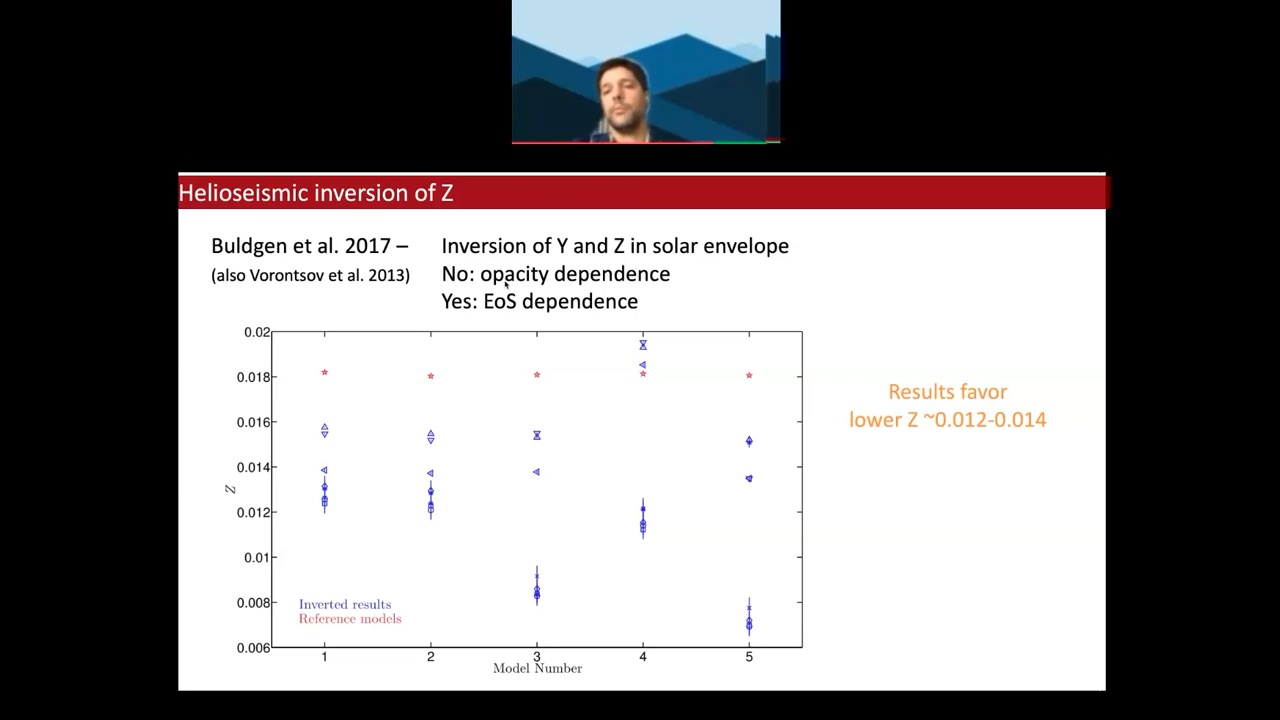 Helioseismic inversion of Z
Buldgen et al. 2017 –
(also Vorontsov et al. 2013)
Inversion of Y and Z in solar envelope
No: opacity dependence
Yes: EoS dependence
0.02
0.018
0.016
0.014
0.012
0.01
0.008
0.006
Z
Inverted results
Reference models
1 2 3 4 5
Model Number
Results favor
lower Z ~0.012-0.014